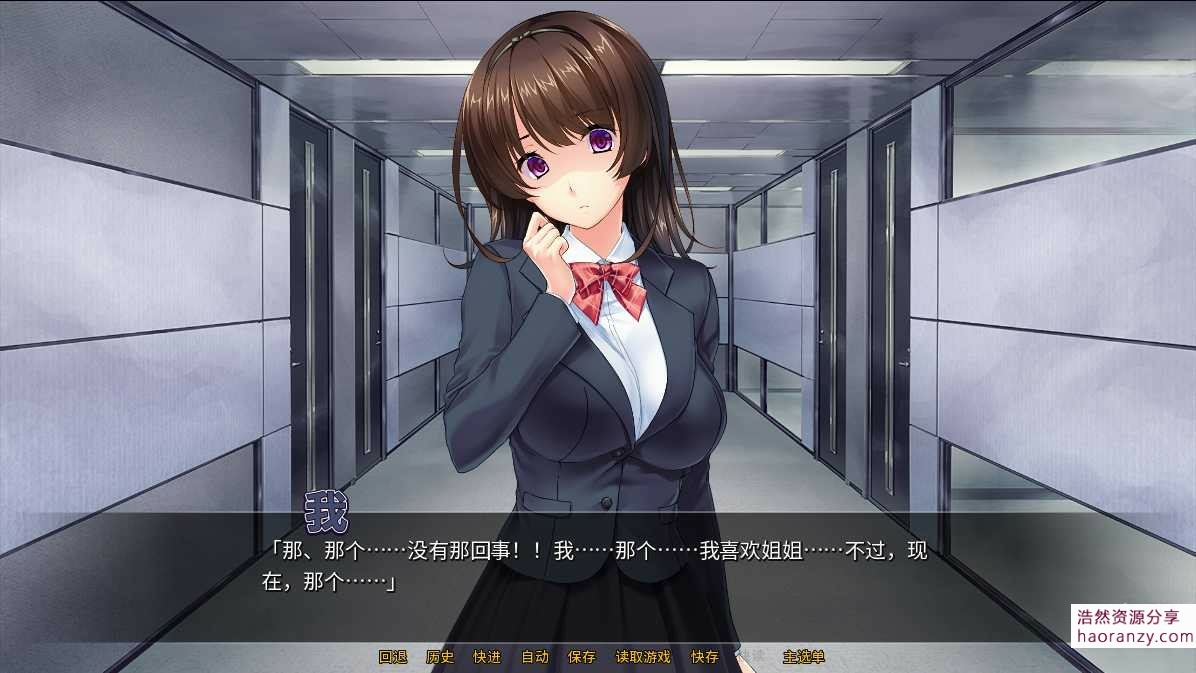 我
「那、那个……没有那回事！！我……那个……我喜欢姐姐……不过，现
在，那个……」
浩然资源分享
haoranzy.com
回退 历史 快进 自动 保存 读取游戏 快存 快读 主选单